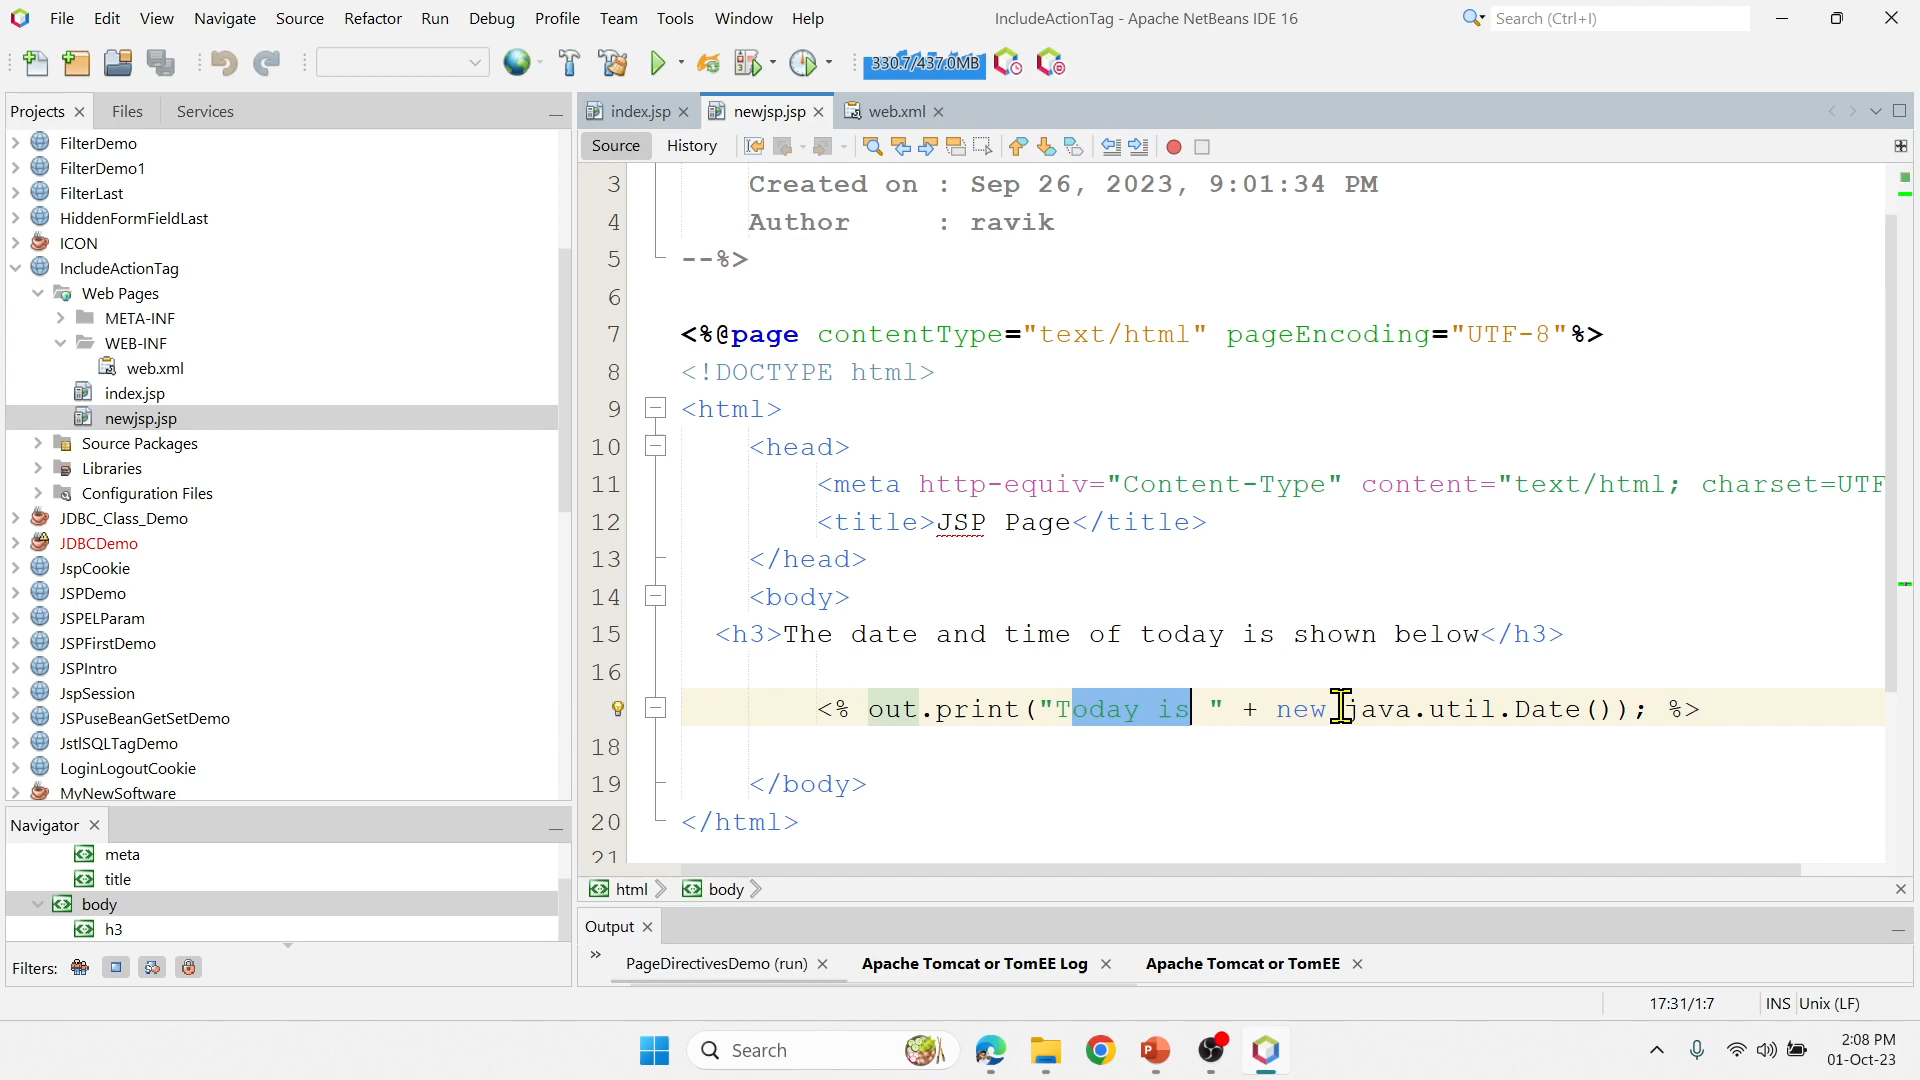 File Edit View Navigate Source Refactor Run Debug Profile Team Tools Window Help
IncludeActionTag - Apache NetBeans IDE 16
Search (Ctrl+I)
330.7/437.0MB
Projects Files Services
FilterDemo
FilterDemo1
FilterLast
HiddenFormFieldLast
ICON
IncludeActionTag
Web Pages
META-INF
WEB-INF
web.xml
index.jsp
newjsp.jsp
Source Packages
Libraries
Configuration Files
JDBC_Class_Demo
JDBCDemo
JspCookie
JSPDemo
JSPELParam
JSPFirstDemo
JSPIntro
JspSession
JSPuseBeanGetSetDemo
JstlSQLTagDemo
LoginLogoutCookie
MyNewSoftware
Navigator
meta
title
body
h3
Filters:
index.jsp newjsp.jsp web.xml
Source History
3 Created on : Sep 26, 2023, 9:01:34 PM
4 Author : ravik
5 --%>
6
7 <%@page contentType="text/html" pageEncoding="UTF-8"%>
8 <!DOCTYPE html>
9 <html>
10 <head>
11 <meta http-equiv="Content-Type" content="text/html; charset=UTF
12 <title>JSP Page</title>
13 </head>
14 <body>
15 <h3>The date and time of today is shown below</h3>
16
<% out.print("Today is " + new java.util.Date()); %>
18
19 </body>
20 </html>
21
html body
Output
PageDirectivesDemo (run) Apache Tomcat or TomEE Log Apache Tomcat or TomEE
17:31/1:7 INS Unix (LF)
Search
2:08 PM
01-Oct-23